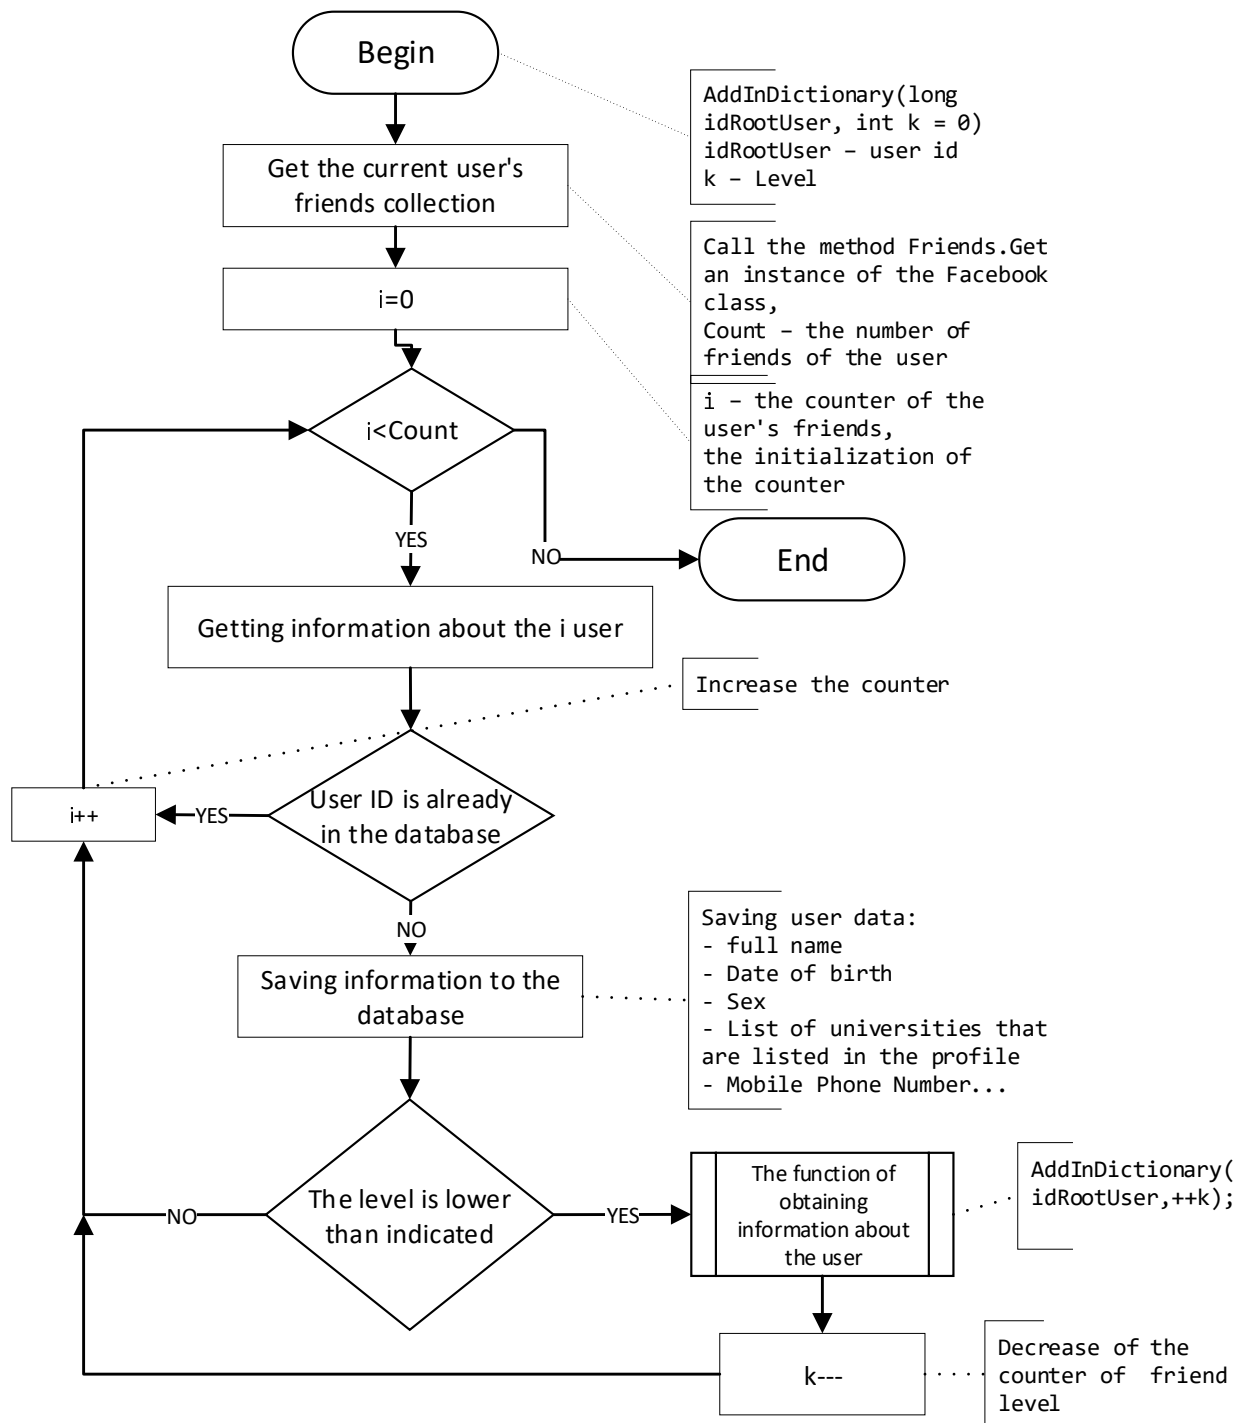 Begin
AddInDictionary(long
idRootUser, int k = 0)
idRootUser – user id
k – Level
Get the current user's
friends collection
Call the method Friends.Get
an instance of the Facebook
class,
Count – the number of
friends of the user
i=0
i – the counter of the
user's friends,
the initialization of
the counter
i<Count
YES
NO
End
Getting information about the i user
Increase the counter
i++
YES
User ID is already
in the database
NO
Saving information to the
database
Saving user data:
- full name
- Date of birth
- Sex
- List of universities that
are listed in the profile
- Mobile Phone Number...
NO
The level is lower
than indicated
YES
The function of
obtaining
information about
the user
AddInDictionary(
idRootUser,++k);
k---
Decrease of the
counter of friend
level